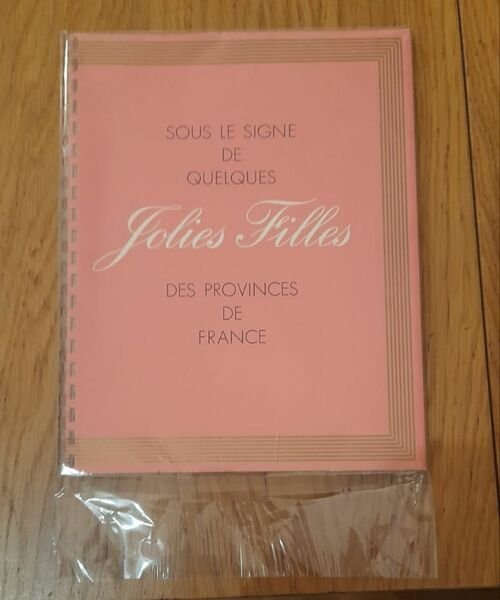 SOUS LE SIGNE
DE
QUELQUES
Jolies Filles
DES PROVINCES
DE
FRANCE